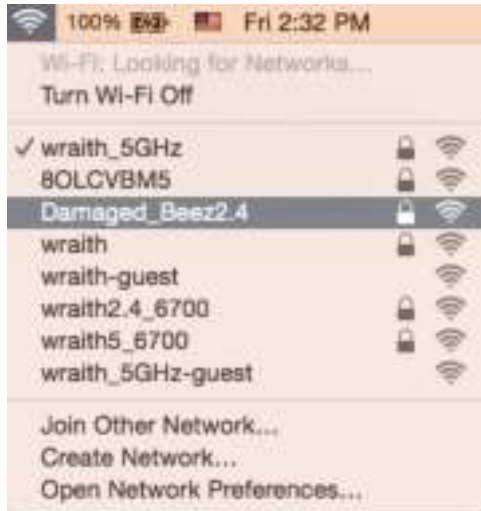 100% Fri 2:32 PM
Wi-Fi: Looking for Networks...
Turn Wi-Fi Off
wraith_5GHz
8OLCVBM5
Damaged_Beez2.4
wraith
wraith-guest
wraith2.4_6700
wraith5_6700
wraith_5GHz-guest
Join Other Network...
Create Network...
Open Network Preferences...